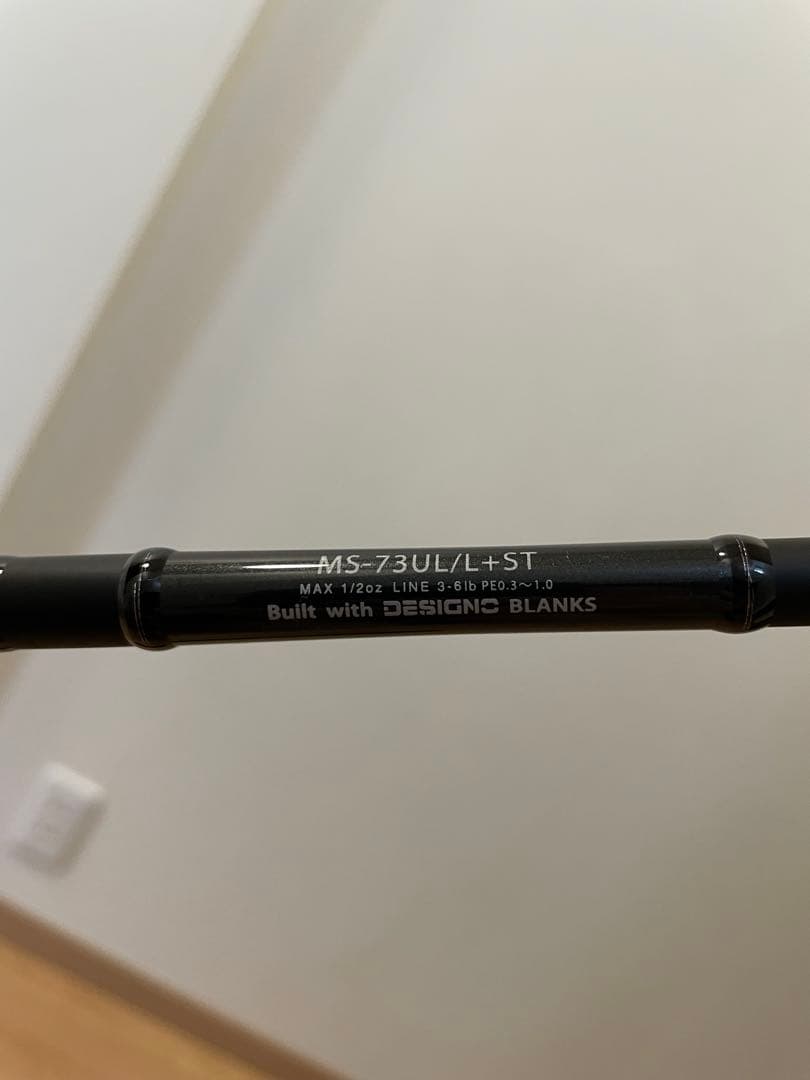 MS-73UL/L+ST
MAX 1/2oz LINE 3-6lb PE0.3～1.0
Built with DESIGNO BLANKS